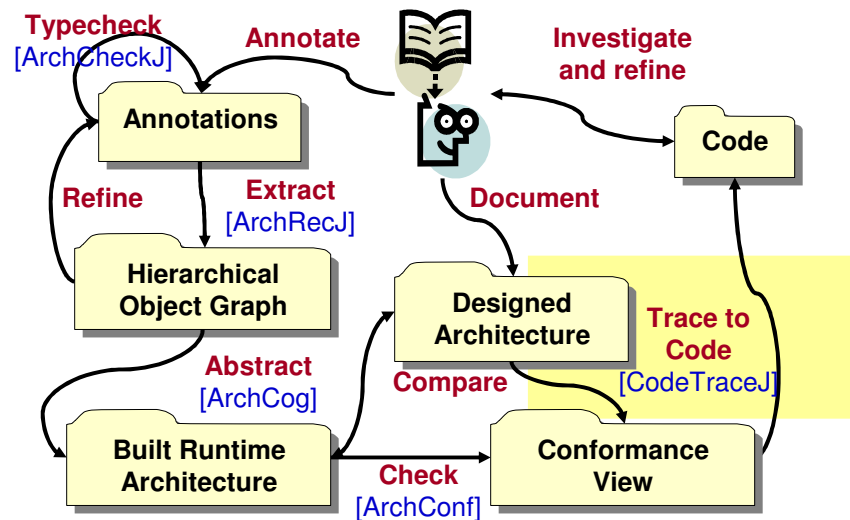 Typecheck
[ArchCheckJ]
Annotate
Investigate
and refine
Annotations
Code
Refine
Extract
[ArchRecJ]
Document
Hierarchical
Object Graph
Designed
Architecture
Trace to
Code
[CodeTraceJ]
Abstract
[ArchCog]
Compare
Built Runtime
Architecture
Check
[ArchConf]
Conformance
View